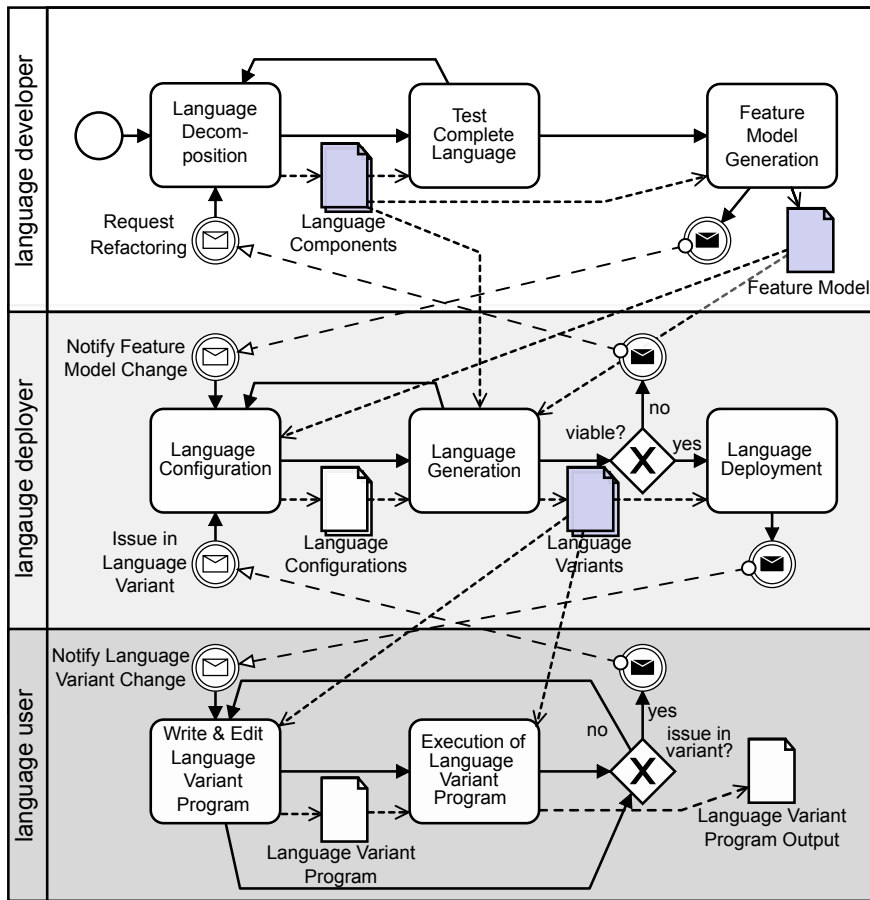 language developer
Language
Decom-
position
Test
Complete
Language
Feature
Model
Generation
Request
Refactoring
Language
Components
Feature Model
langauge deployer
Notify Feature
Model Change
Language
Configuration
Language
Generation
viable?
no
yes
Language
Deployment
Issue in
Language
Variant
Language
Configurations
Language
Variants
language user
Notify Language
Variant Change
Write & Edit
Language
Variant
Program
Execution of
Language
Variant
Program
no
yes
issue in
variant?
Language Variant
Program
Language Variant
Program Output